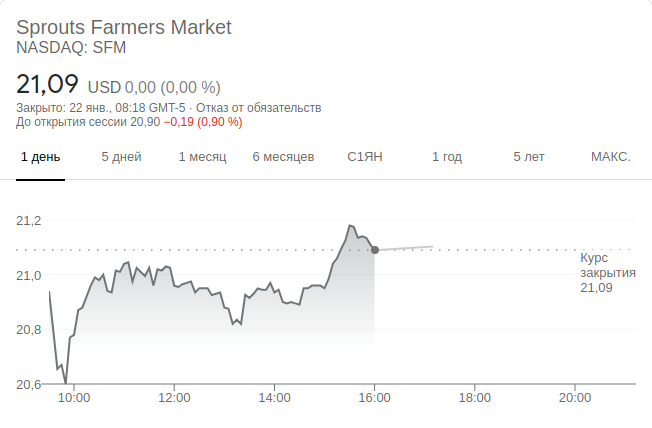 Sprouts Farmers Market
NASDAQ: SFM
21,09 USD 0,00 (0,00 %)
Закрыто: 22 янв., 08:18 GMT-5 · Отказ от обязательств
До открытия сессии 20,90 −0,19 (0,90 %)
1 день 5 дней 1 месяц 6 месяцев С1ЯН 1 год 5 лет МАКС.
21,2
Курс
закрытия
21,09
21,0
20,8
20,6
10:00 12:00 14:00 16:00 18:00 20:00